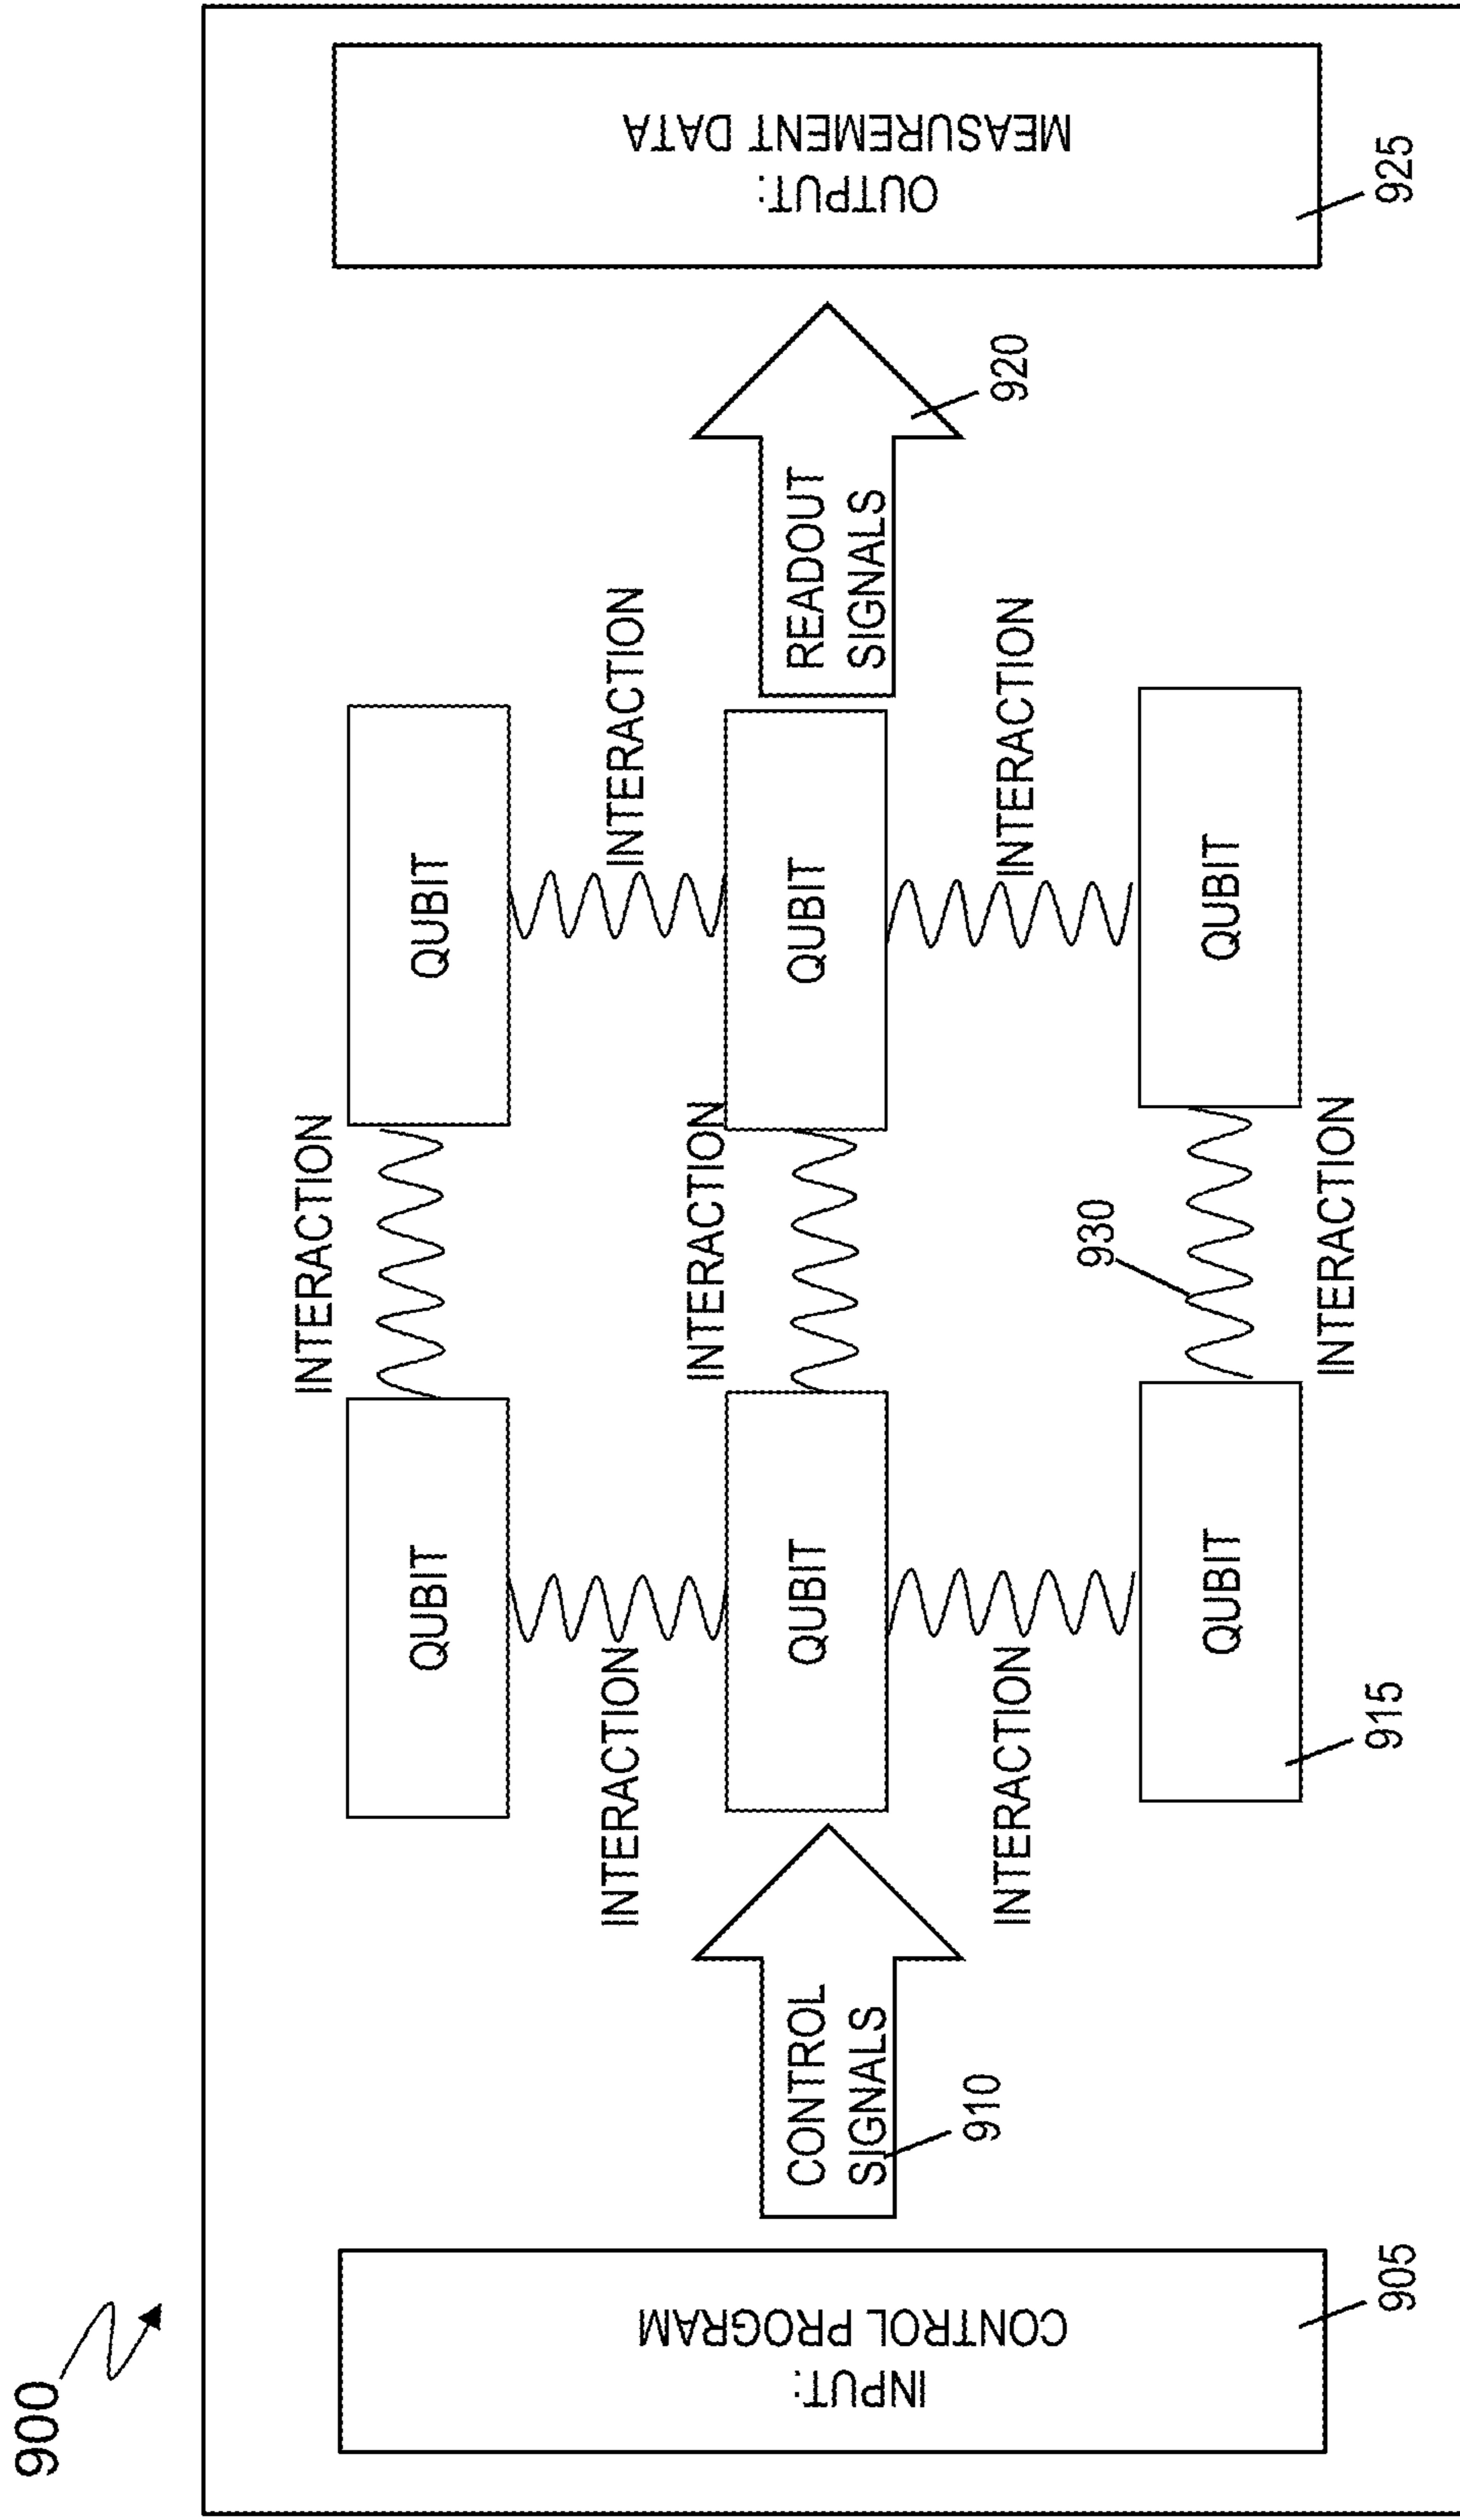 900
INPUT:
CONTROL PROGRAM
905
CONTROL
SIGNALS
910
INTERACTION
INTERACTION
QUBIT
QUBIT
QUBIT
915
INTERACTION
INTERACTION
930
INTERACTION
QUBIT
QUBIT
QUBIT
INTERACTION
INTERACTION
READOUT
SIGNALS
920
OUTPUT:
MEASUREMENT DATA
925